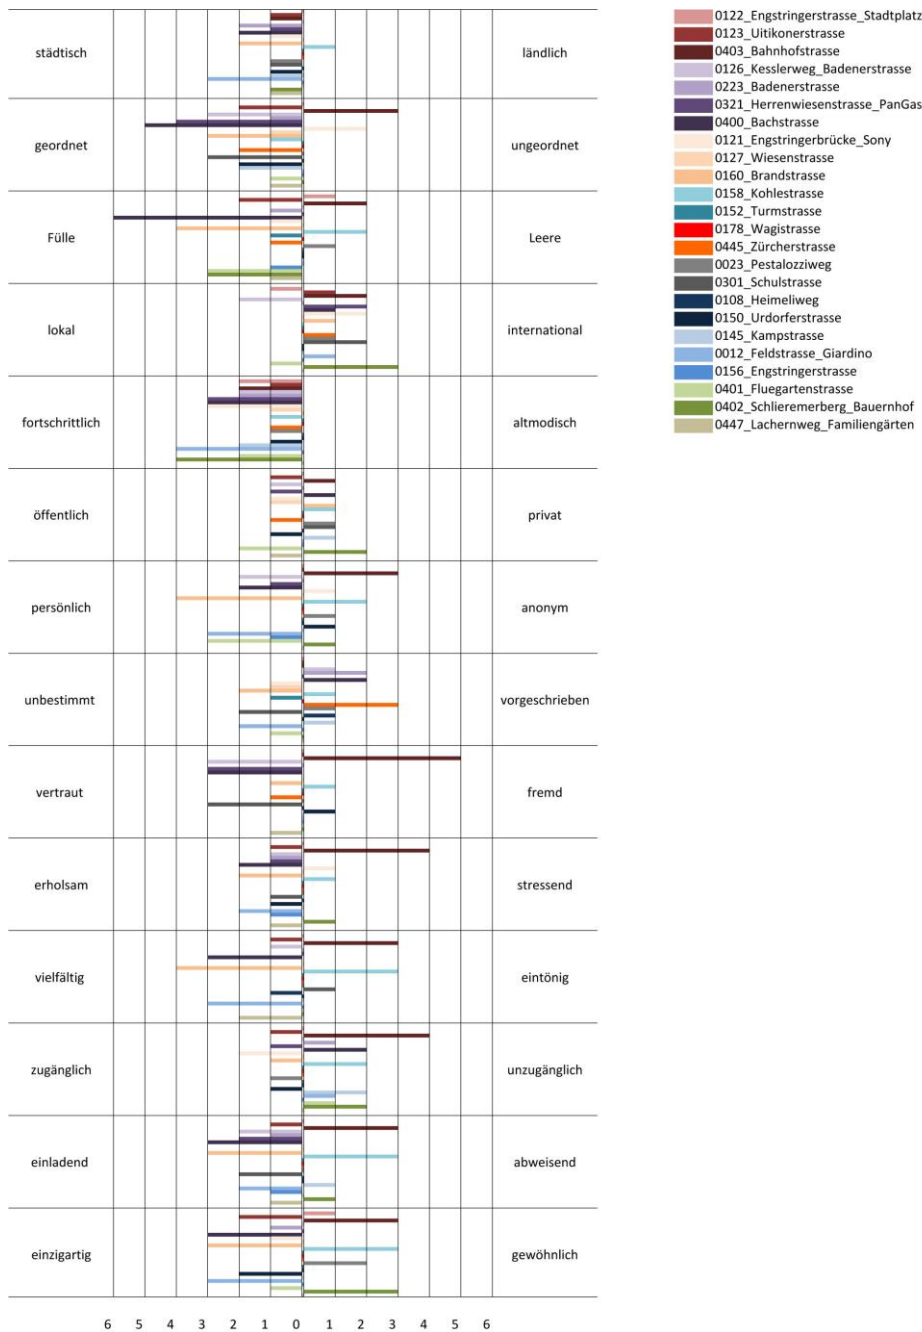 städtisch ländlich
geordnet ungeordnet
Fülle Leere
lokal international
fortschrittlich altmodisch
öffentlich privat
persönlich anonym
unbestimmt vorgeschrieben
vertraut fremd
erholsam stressend
vielfältig eintönig
zugänglich unzugänglich
einladend abweisend
einzigartig gewöhnlich
6 5 4 3 2 1 0 1 2 3 4 5 6
0122_Engstringerstrasse_Stadtplatz
0123_Uitikonerstrasse
0403_Bahnhofstrasse
0126_Kesslerweg_Badenerstrasse
0223_Badenerstrasse
0321_Herrenwiesenstrasse_PanGas
0400_Bachstrasse
0121_Engstringerbrücke_Sony
0127_Wiesenstrasse
0160_Brandstrasse
0158_Kohlestrasse
0152_Turmstrasse
0178_Wagistrasse
0445_Zürcherstrasse
0023_Pestalozziweg
0301_Schulstrasse
0108_Heimeliweg
0150_Urdorferstrasse
0145_Kampstrasse
0012_Feldstrasse_Giardino
0156_Engstringerstrasse
0401_Fluegartenstrasse
0402_Schlieremerberg_Bauernhof
0447_Lachernweg_Familiengärten